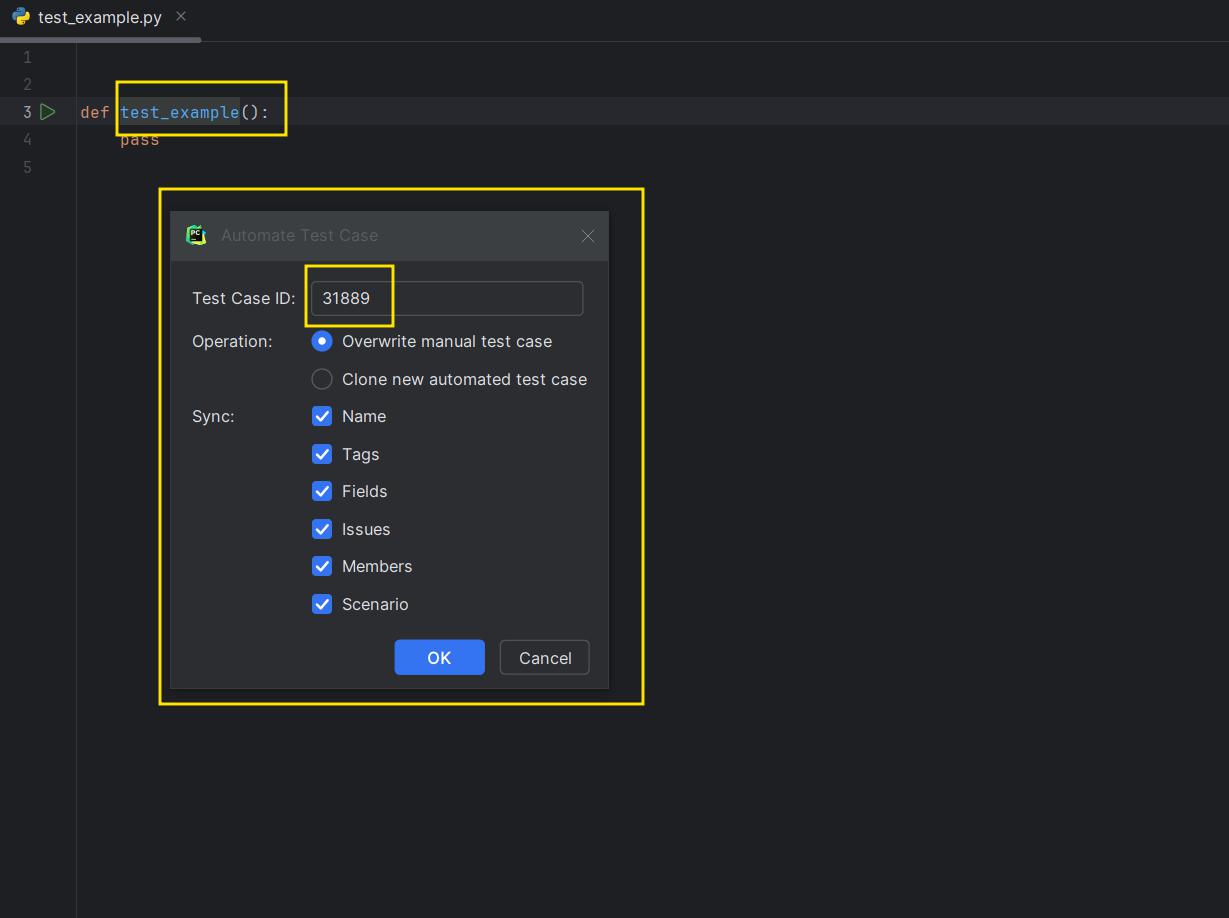 test_example.py
1
2
3 def test_example():
4 pass
5
PC
Automate Test Case
Test Case ID: 31889
Operation: Overwrite manual test case
Clone new automated test case
Sync: Name
Tags
Fields
Issues
Members
Scenario
OK Cancel